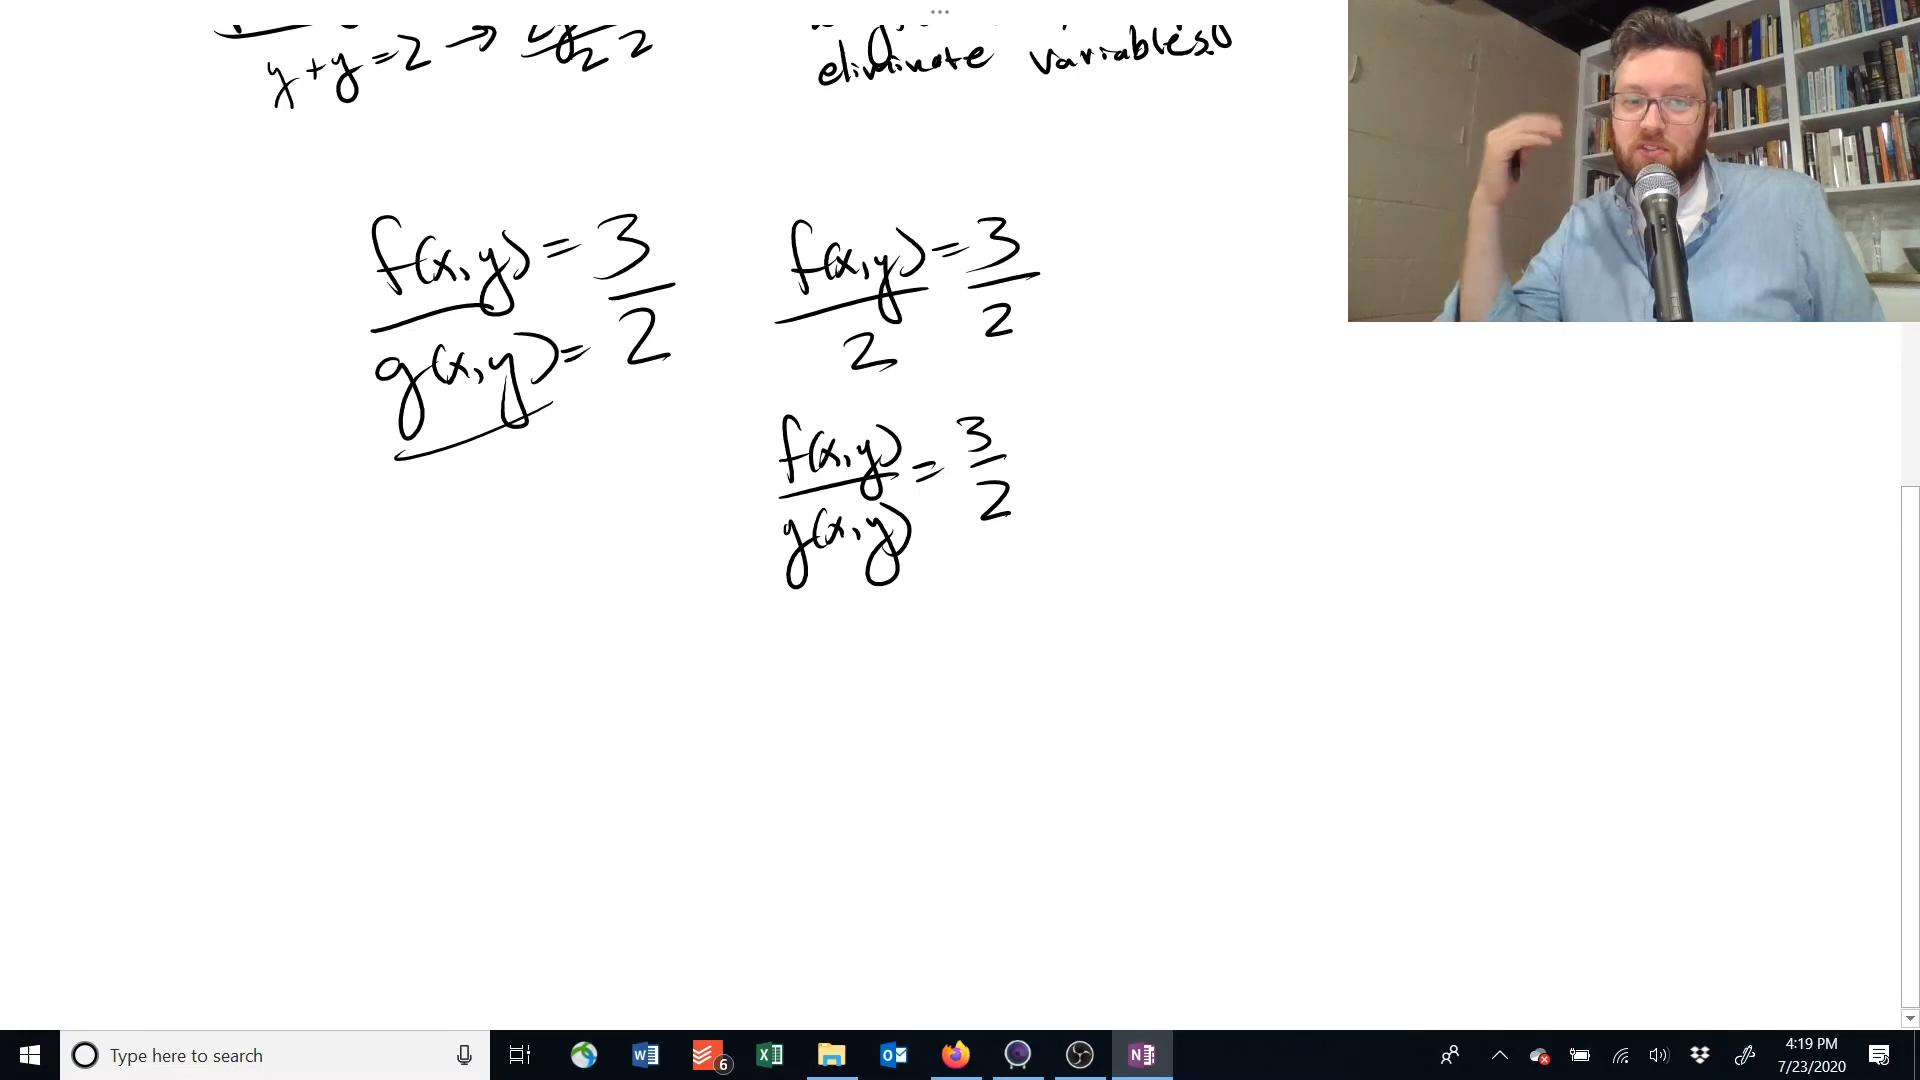 y+y=2 → 2
eliminate variables.
f(x,y)=3
g(x,y)=2
f(x,y)/2=3/2
f(x,y)/g(x,y)=3/2
Type here to search
6
4:19 PM
7/23/2020